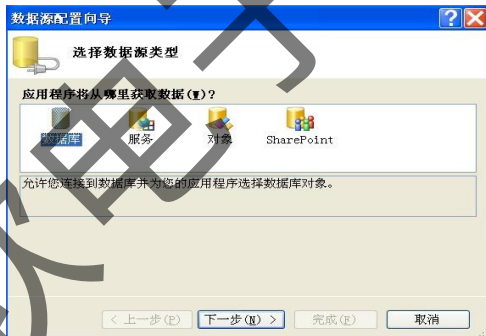 数据源配置向导
选择数据源类型
应用程序将从哪里获取数据(T)?
数据库 服务 对象 SharePoint
允许您连接到数据库并为您的应用程序选择数据库对象。
< 上一步(P) 下一步(N) > 完成(F) 取消